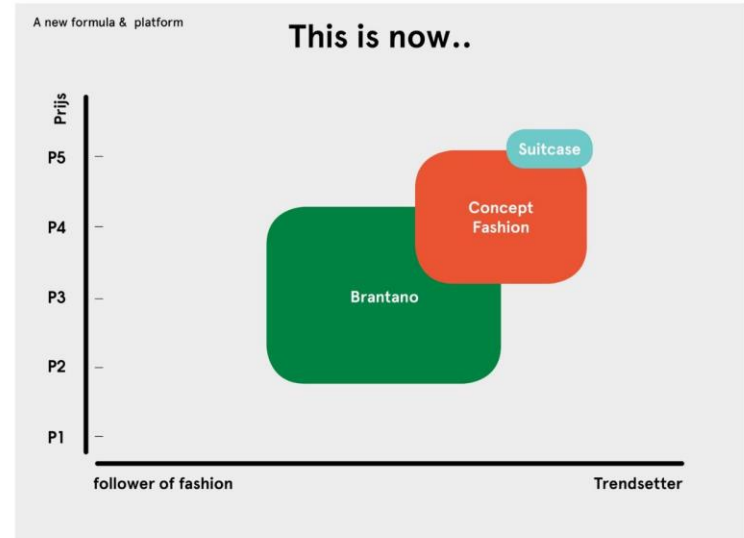 A new formula & platform
This is now..
Prijs
P5
P4
P3
P2
P1
Suitcase
Concept
Fashion
Brantano
follower of fashion
Trendsetter